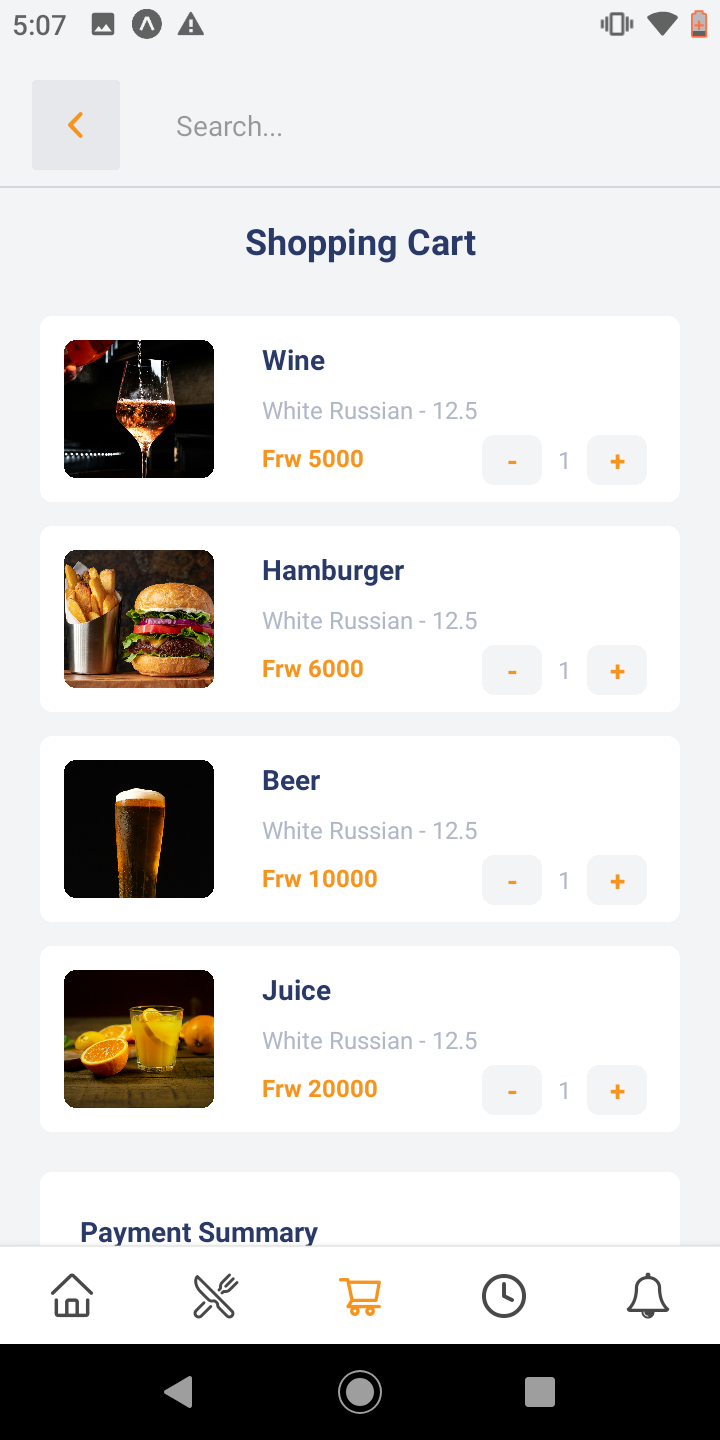 5:07
Search...
Shopping Cart
Wine
White Russian - 12.5
Frw 5000
- 1 +
Hamburger
White Russian - 12.5
Frw 6000
- 1 +
Beer
White Russian - 12.5
Frw 10000
- 1 +
Juice
White Russian - 12.5
Frw 20000
- 1 +
Payment Summary